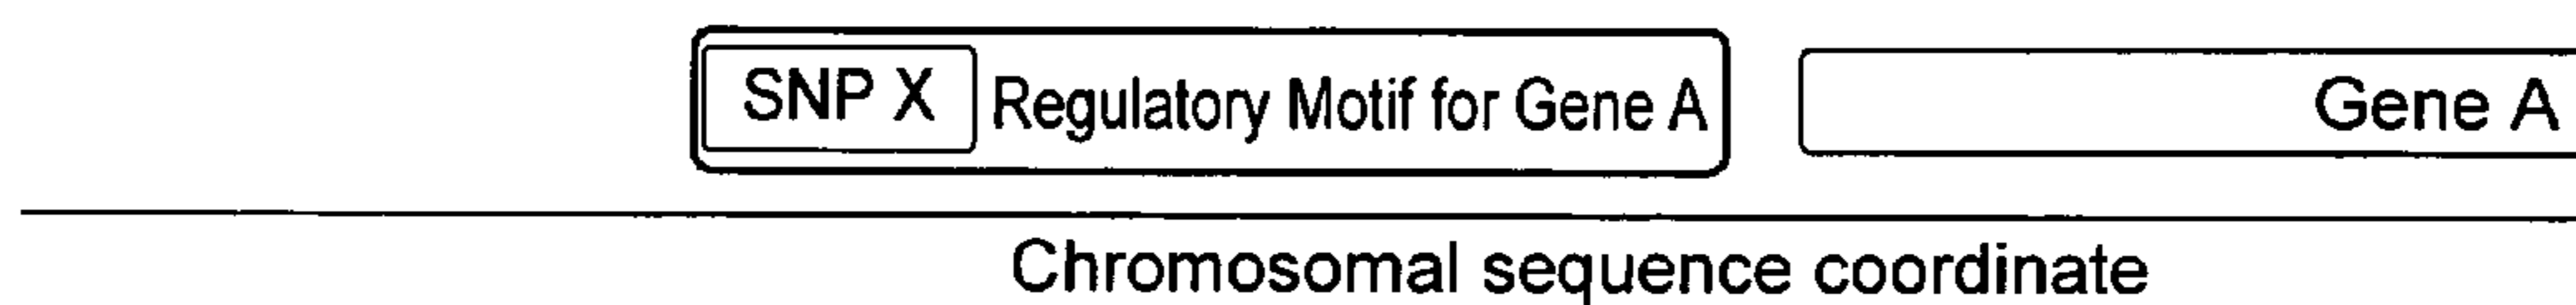 SNP X Regulatory Motif for Gene A Gene A
Chromosomal sequence coordinate